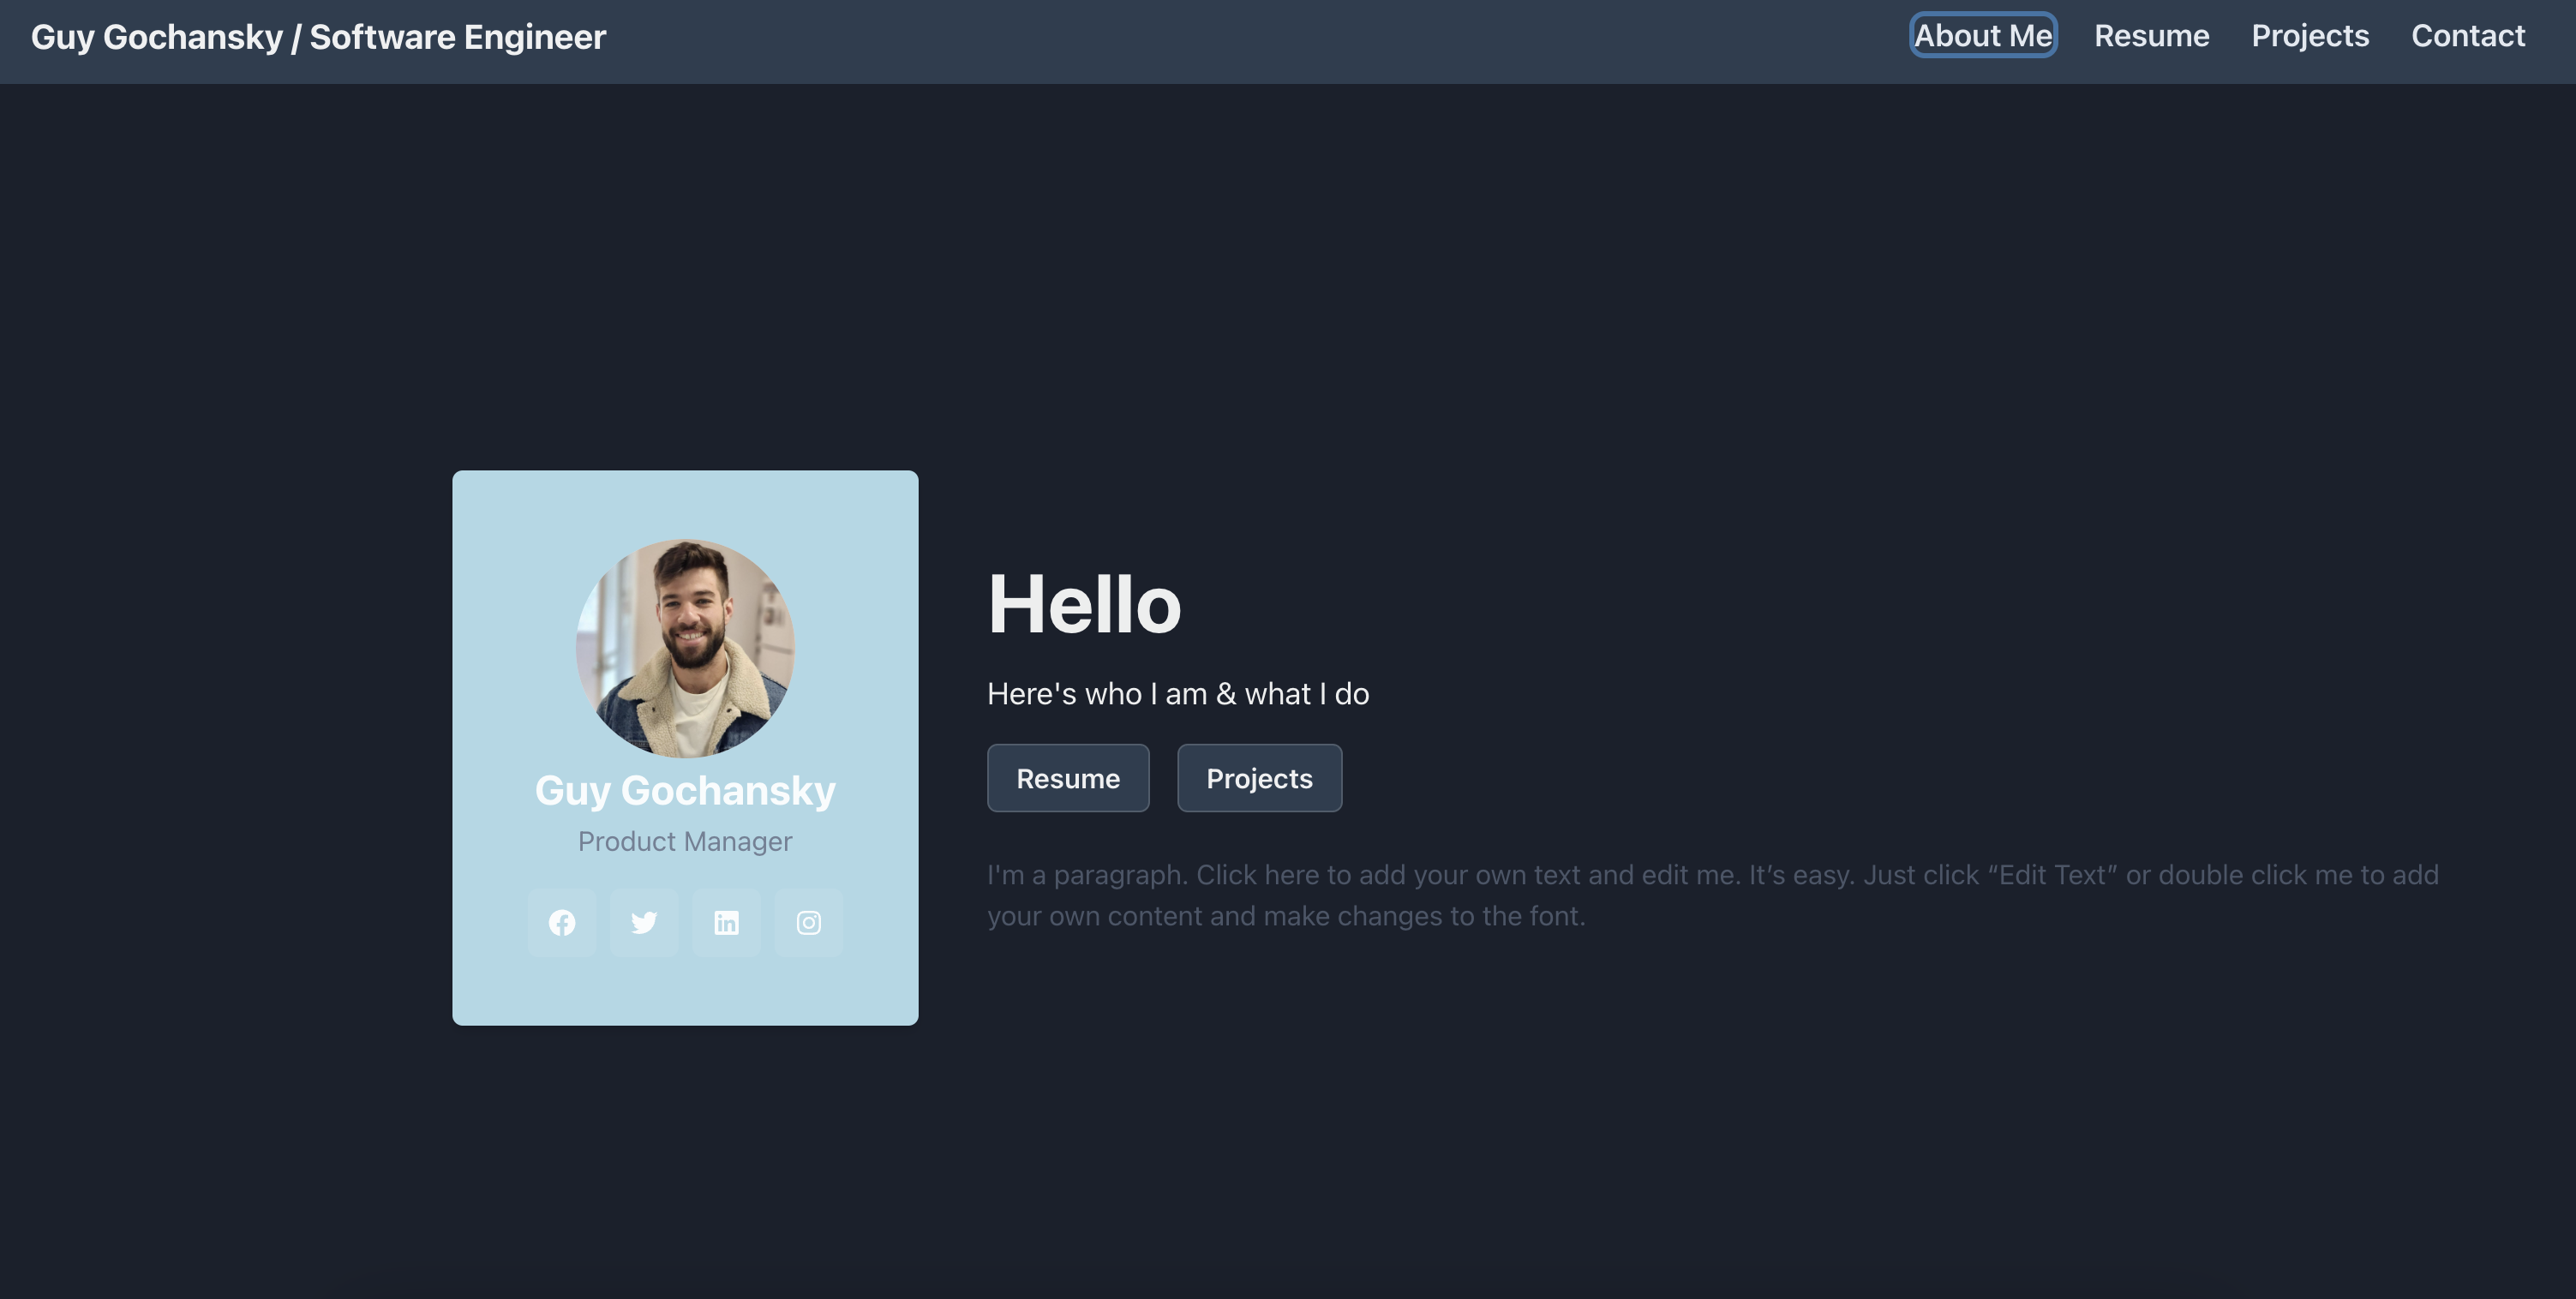 Guy Gochansky / Software Engineer
About Me
Resume
Projects
Contact
Guy Gochansky
Product Manager
Hello
Here's who I am & what I do
Resume
Projects
I'm a paragraph. Click here to add your own text and edit me. It’s easy. Just click “Edit Text” or double click me to add
your own content and make changes to the font.